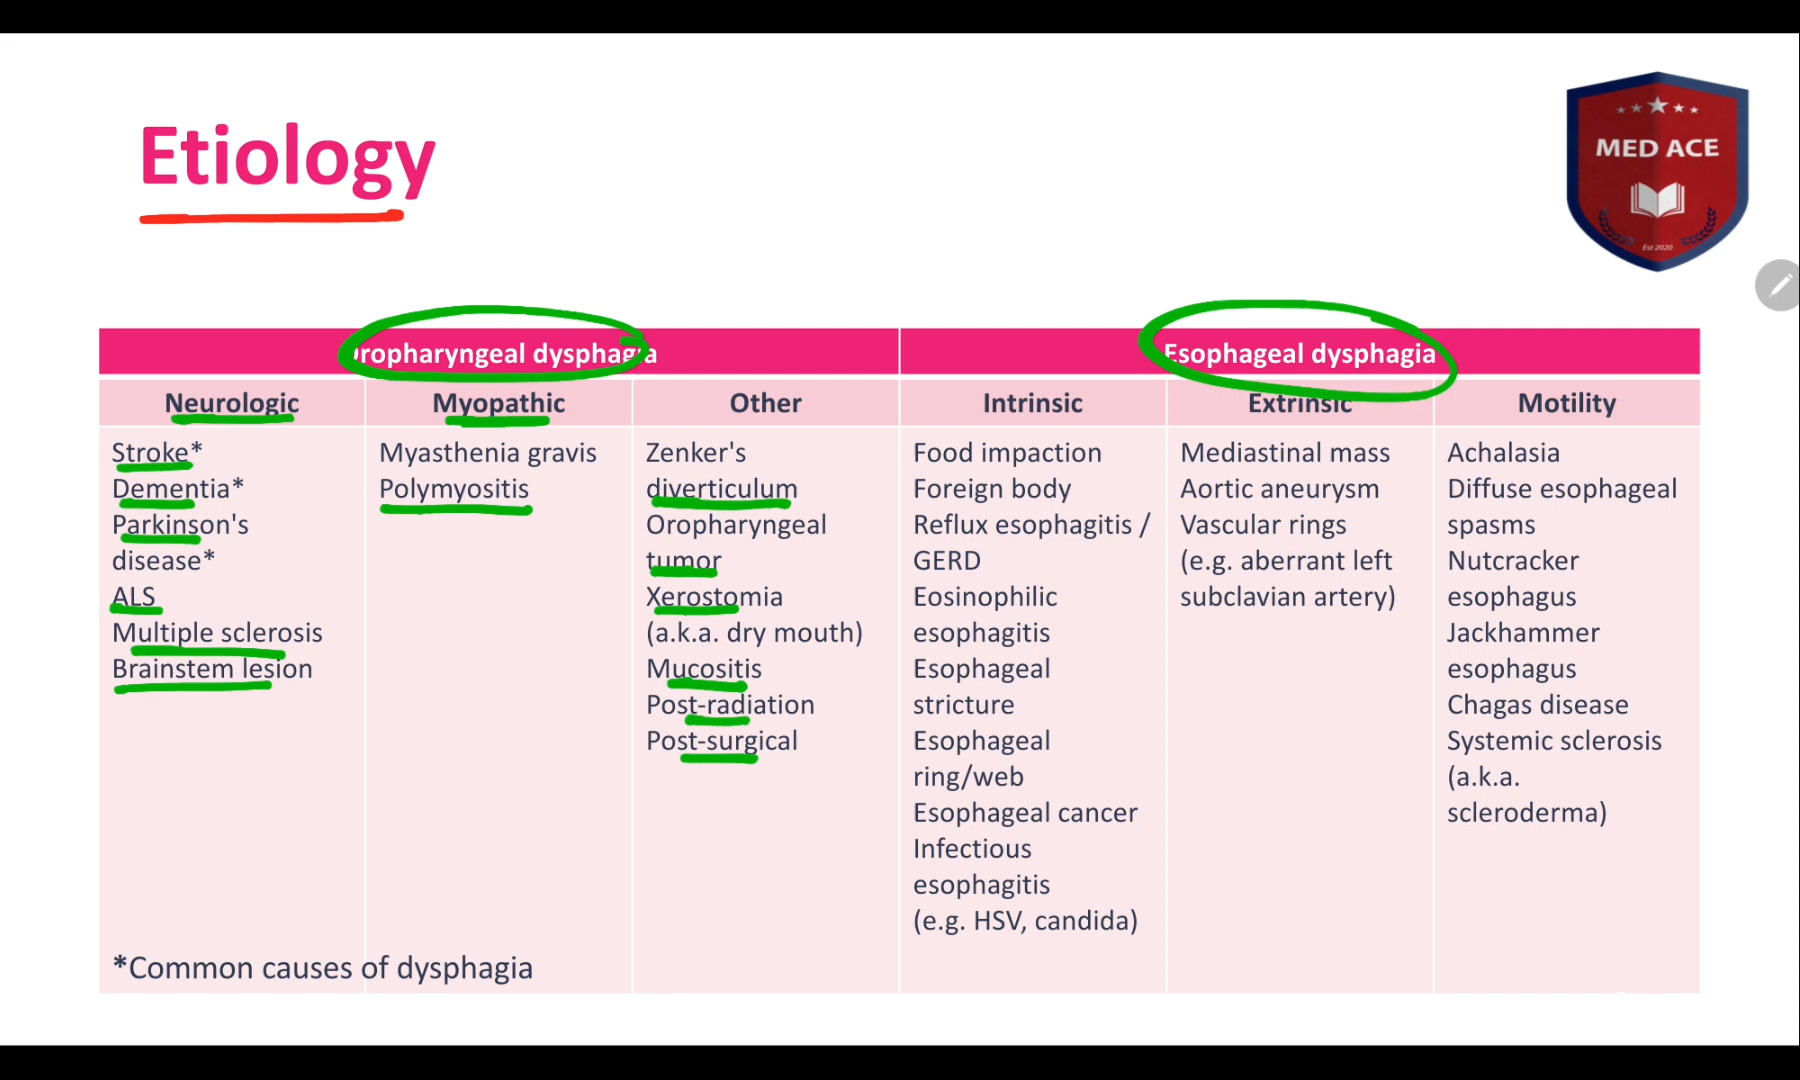 Etiology
MED ACE
Est 2020
Oropharyngeal dysphagia
Esophageal dysphagia
Neurologic
Myopathic
Other
Intrinsic
Extrinsic
Motility
Stroke*
Dementia*
Parkinson's
disease*
ALS
Multiple sclerosis
Brainstem lesion
Myasthenia gravis
Polymyositis
Zenker's
diverticulum
Oropharyngeal
tumor
Xerostomia
(a.k.a. dry mouth)
Mucositis
Post-radiation
Post-surgical
Food impaction
Foreign body
Reflux esophagitis /
GERD
Eosinophilic
esophagitis
Esophageal
stricture
Esophageal
ring/web
Esophageal cancer
Infectious
esophagitis
(e.g. HSV, candida)
Mediastinal mass
Aortic aneurysm
Vascular rings
(e.g. aberrant left
subclavian artery)
Achalasia
Diffuse esophageal
spasms
Nutcracker
esophagus
Jackhammer
esophagus
Chagas disease
Systemic sclerosis
(a.k.a.
scleroderma)
*Common causes of dysphagia